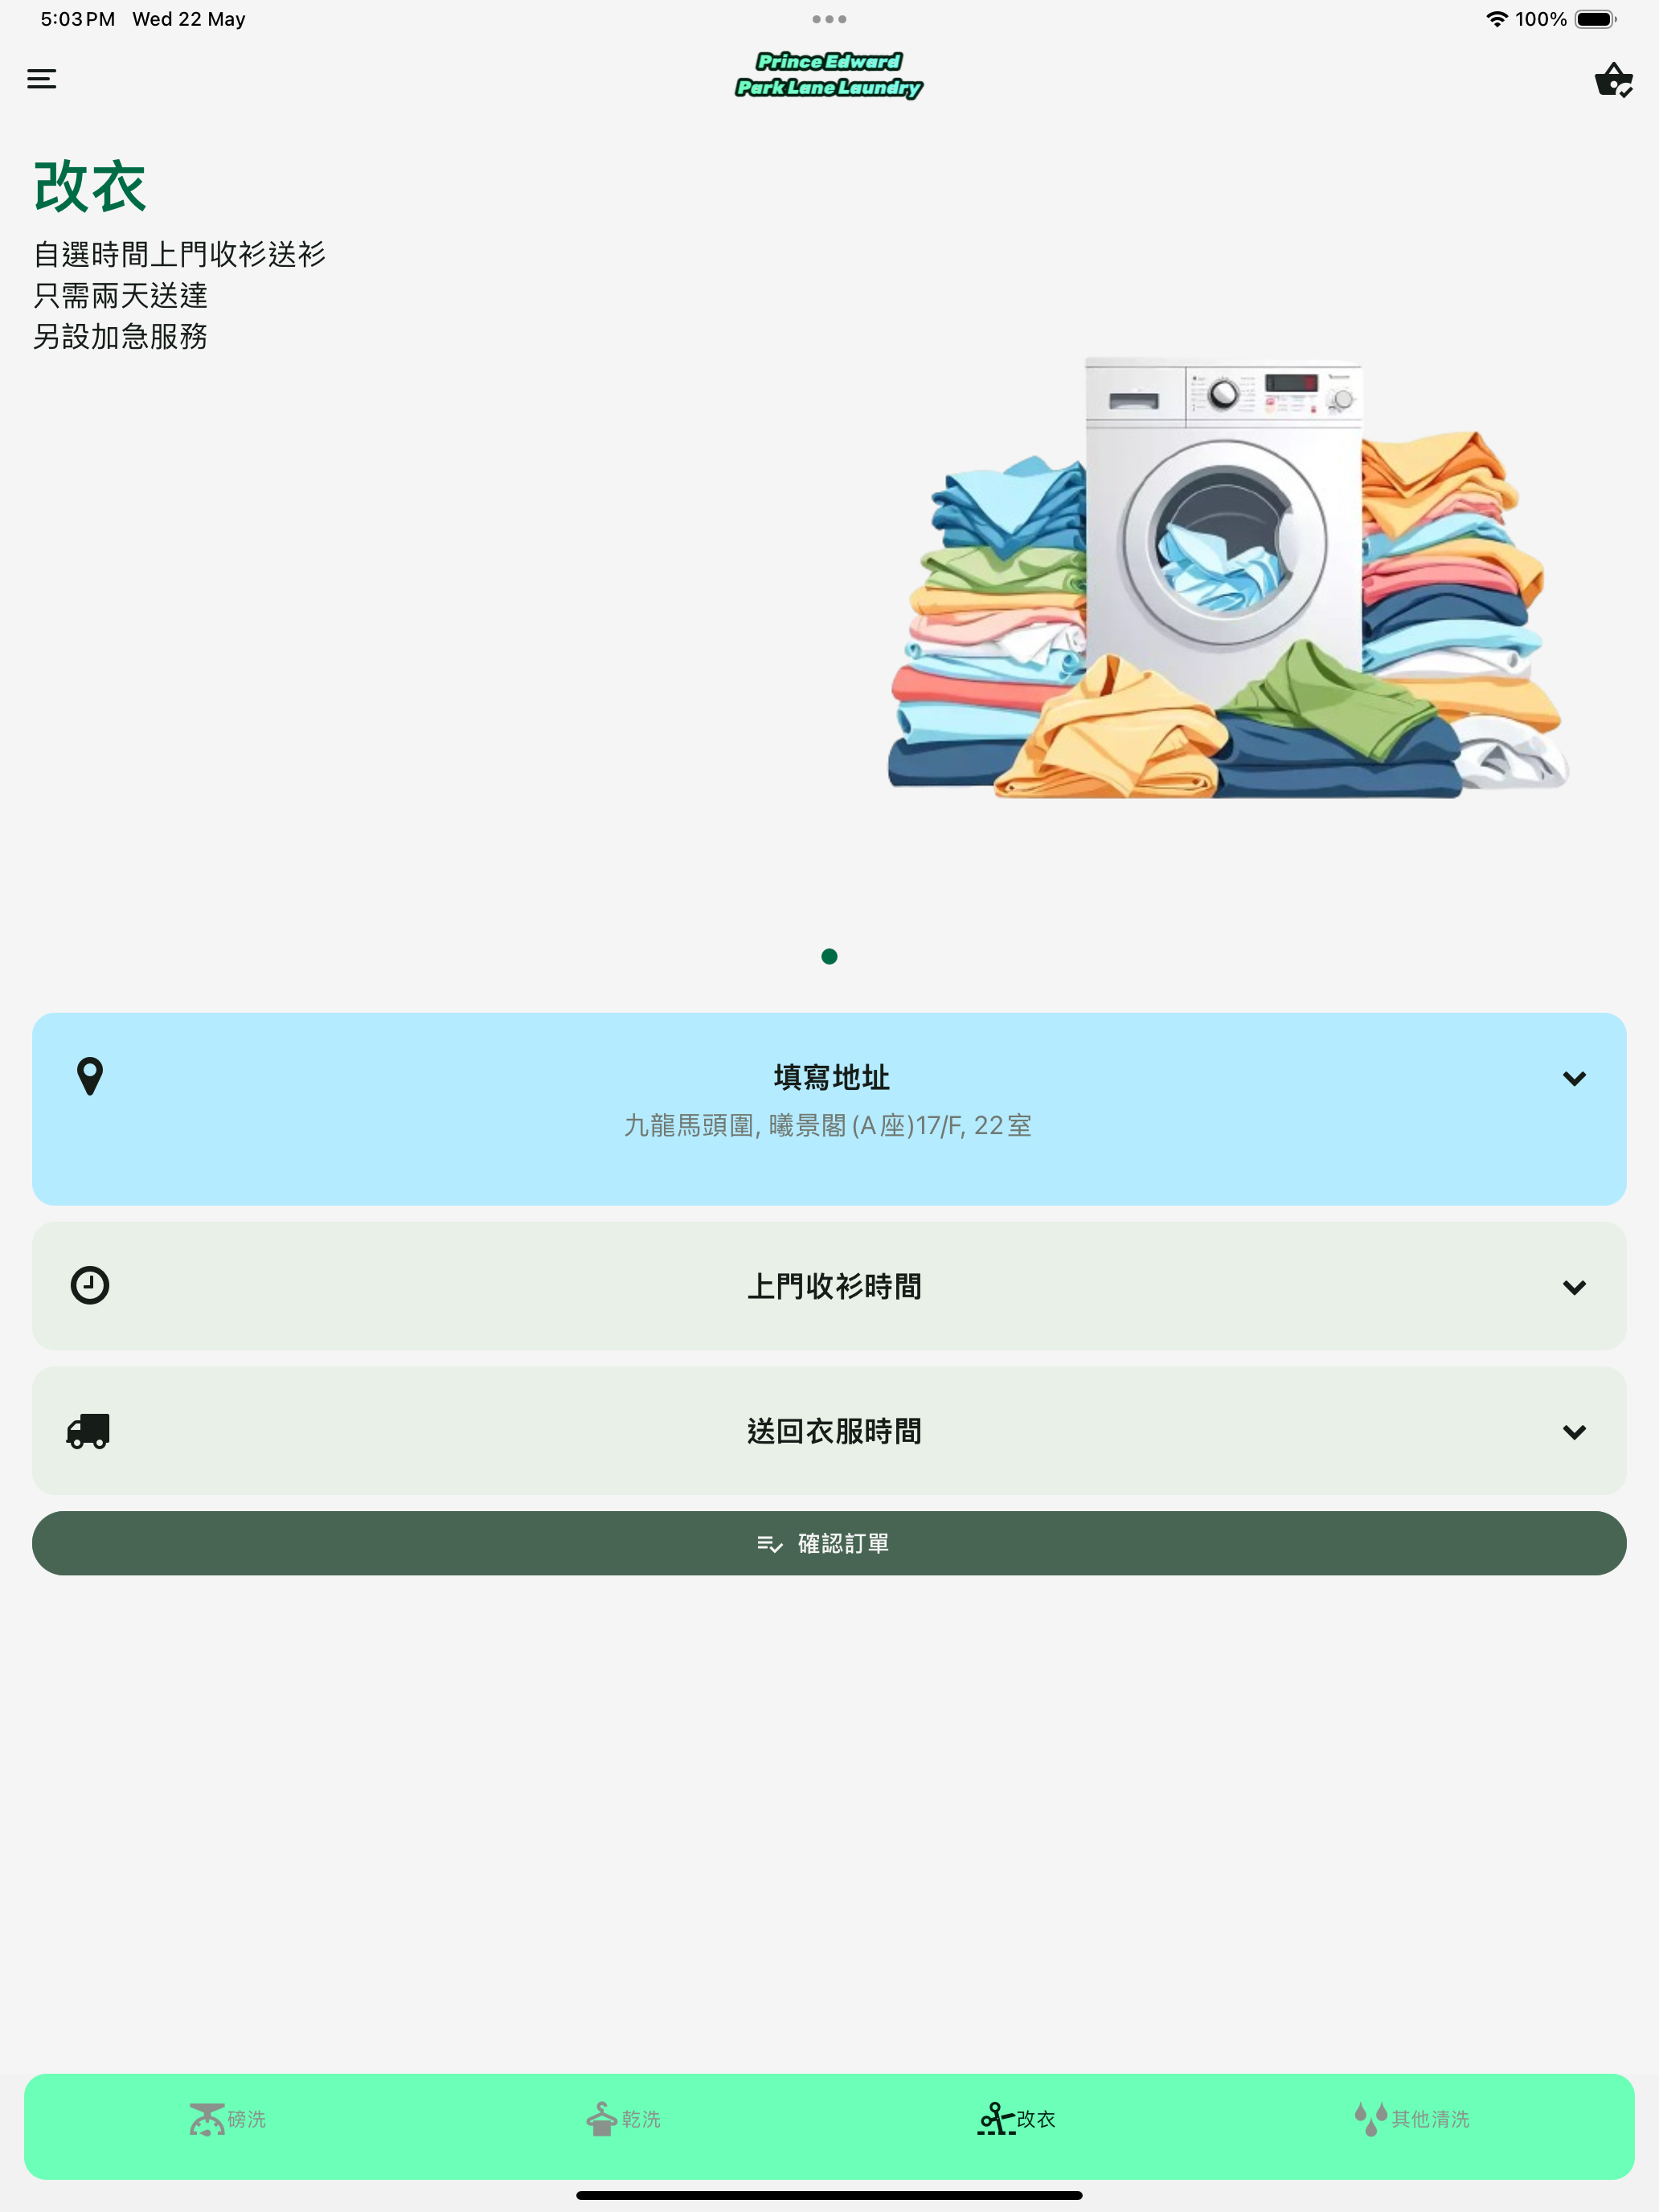 5:03 PM Wed 22 May
100%
Prince Edward
Park Lane Laundry
改衣
自選時間上門收衫送衫
只需兩天送達
另設加急服務
填寫地址
九龍馬頭圍, 曦景閣(A座)17/F, 22室
上門收衫時間
送回衣服時間
確認訂單
磅洗
乾洗
改衣
其他清洗